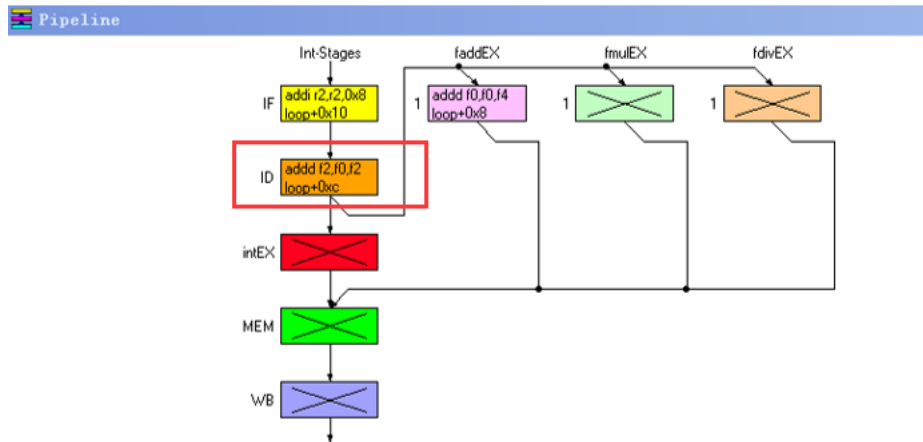 Pipeline
Int-Stages
faddEX
fmulEX
fdivEX
IF
addi r2,r2,0x8
loop+0x10
1
addd f0,f0,f4
loop+0x8
1
1
ID
addd f2,f0,f2
loop+0xc
intEX
MEM
WB